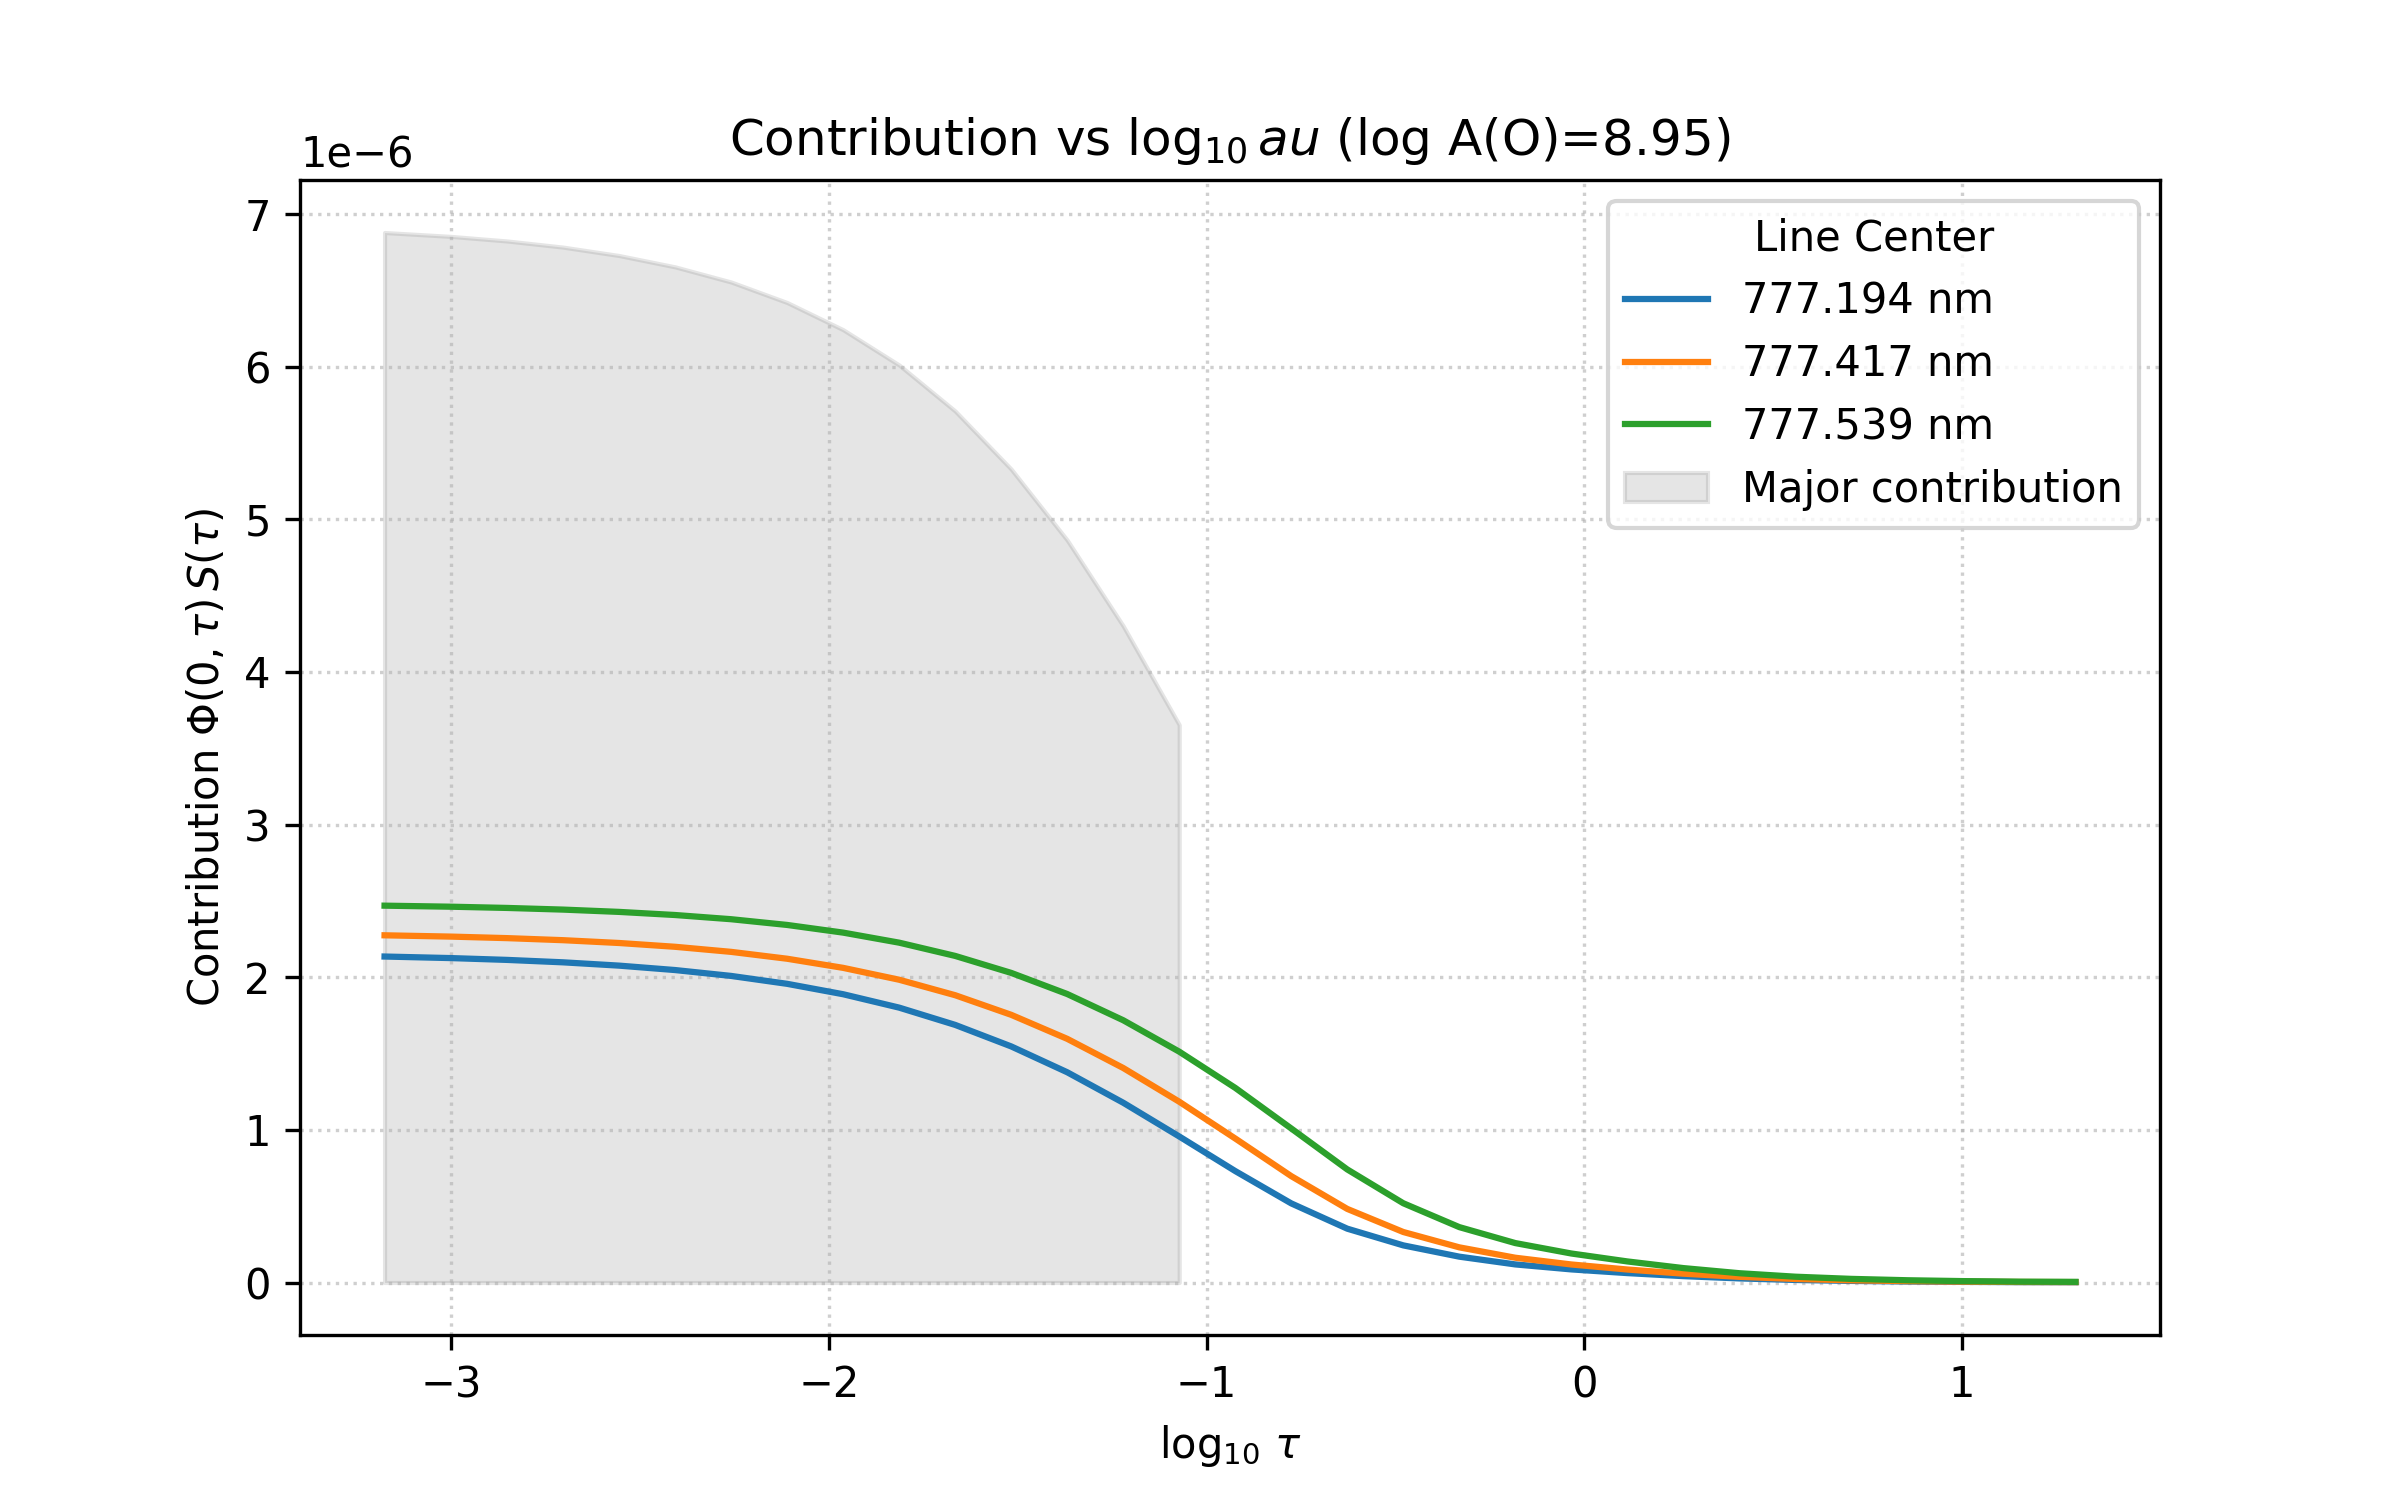 Contribution vs log₁₀ au (log A(O)=8.95)
1e−6
7
6
5
4
3
2
1
0
Contribution Φ(0, τ) S(τ)
Line Center
777.194 nm
777.417 nm
777.539 nm
Major contribution
−3 −2 −1 0 1
log₁₀ τ